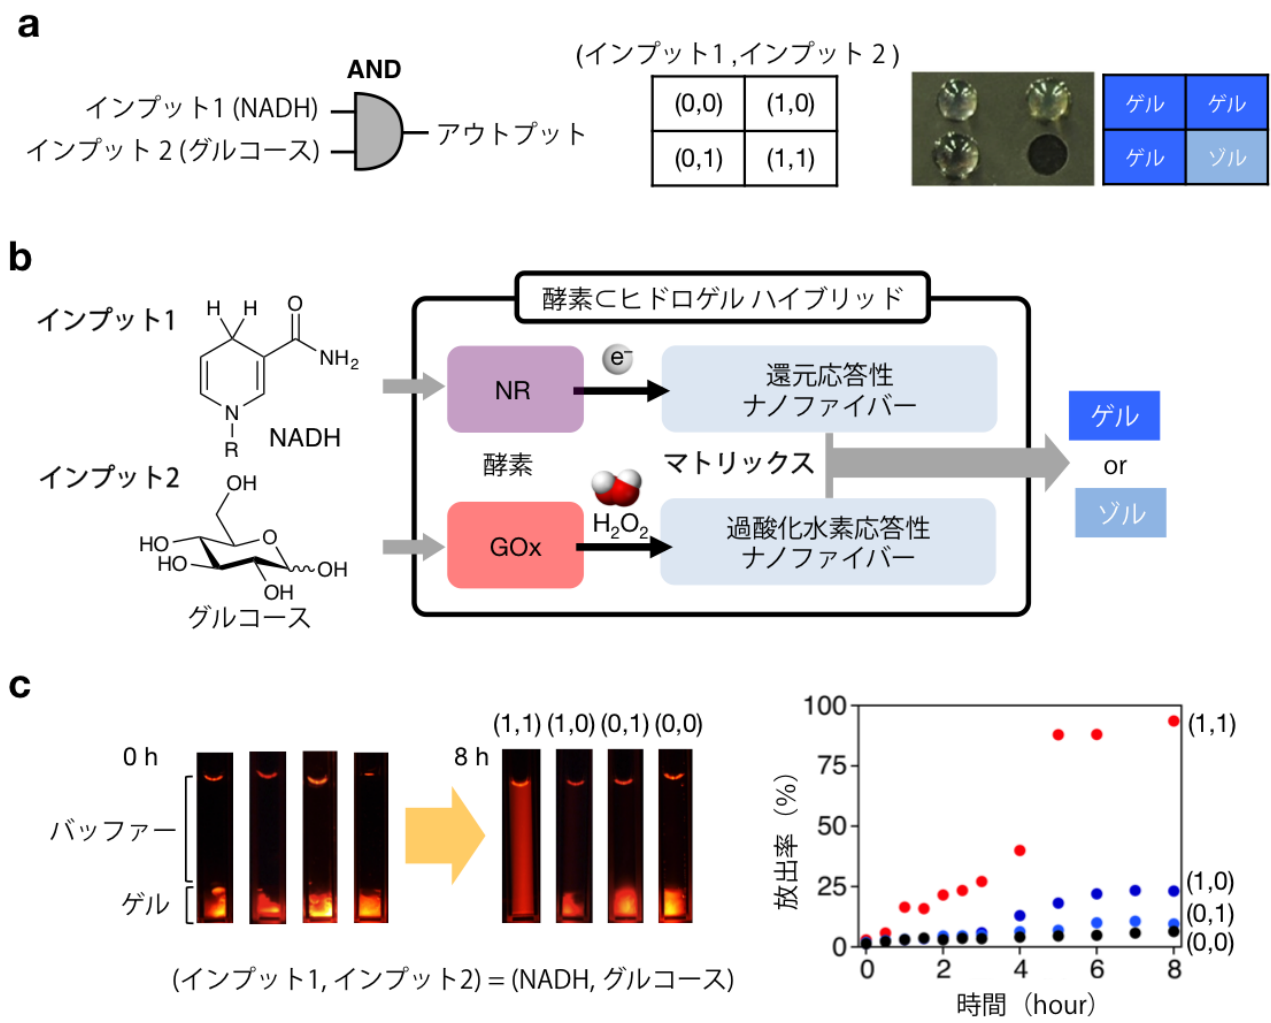 a
AND
インプット1 (NADH)
インプット 2 (グルコース)
アウトプット
(インプット1 ,インプット 2 )
(0,0) (1,0)
(0,1) (1,1)
ゲル ゲル
ゲル ゾル
b
酵素⊂ヒドロゲル ハイブリッド
インプット1
H H O
NH2
N
R
NADH
NR
e−
還元応答性
ナノファイバー
酵素
マトリックス
ゲル
or
ゾル
インプット2
OH
HO
HO
O
OH
OH
グルコース
GOx
H2O2
過酸化水素応答性
ナノファイバー
c
0 h
バッファー
ゲル
8 h
(1,1) (1,0) (0,1) (0,0)
(インプット1, インプット2) = (NADH, グルコース)
放出率 (%)
100
75
50
25
0
0 2 4 6 8
時間 (hour)
(1,1)
(1,0)
(0,1)
(0,0)